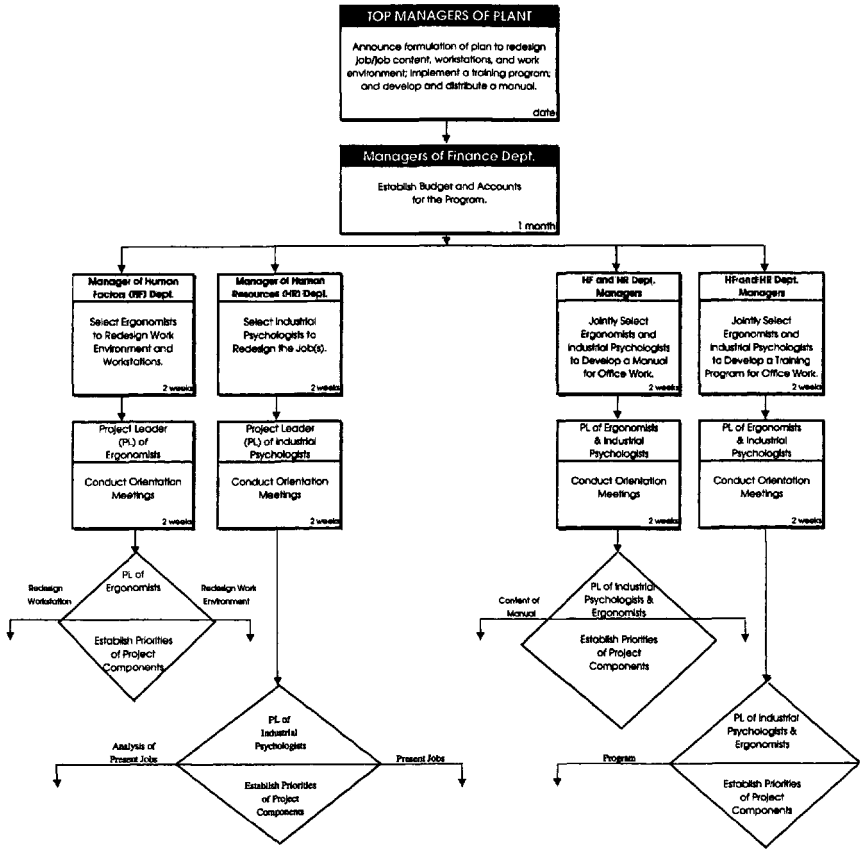 TOP MANAGERS OF PLANT
Announce formulation of plan to redesign
job/job content, workstations, and work
environment; implement a training program;
and develop and distribute a manual.
date
Managers of Finance Dept.
Establish Budget and Accounts
for the Program.
1 month
Manager of Human
Factors (HF) Dept.
Select Ergonomists
to Redesign Work
Environment and
Workstations.
2 weeks
Manager of Human
Resources (HR) Dept.
Select Industrial
Psychologists to
Redesign the Job(s).
2 weeks
HF and HR Dept.
Managers
Jointly Select
Ergonomists and
Industrial Psychologists
to Develop a Manual
for Office Work.
2 weeks
HF and HR Dept.
Managers
Jointly Select
Ergonomists and
Industrial Psychologists
to Develop a Training
Program for Office Work.
2 weeks
Project Leader
(PL) of
Ergonomists
Conduct Orientation
Meetings
2 weeks
Project Leader
(PL) of Industrial
Psychologists
Conduct Orientation
Meetings
2 weeks
PL of Ergonomists
& Industrial
Psychologists
Conduct Orientation
Meetings
2 weeks
PL of Ergonomists
& Industrial
Psychologists
Conduct Orientation
Meetings
2 weeks
Redesign
Workstation
PL of
Ergonomists
Redesign Work
Environment
Establish Priorities
of Project
Components
Content of
Manual
PL of Industrial
Psychologists &
Ergonomists
Establish Priorities
of Project
Components
Analysis of
Present Jobs
PL of
Industrial
Psychologists
Present Jobs
Establish Priorities
of Project
Components
Program
PL of Industrial
Psychologists &
Ergonomists
Establish Priorities
of Project
Components